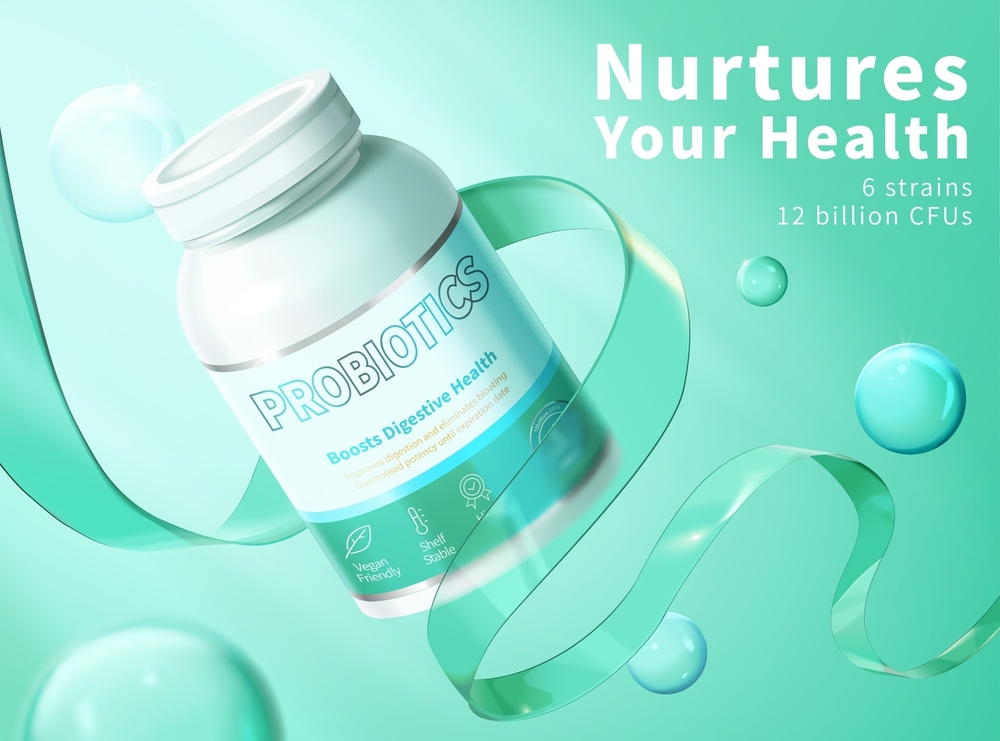 Nurtures
Your Health
6 strains
12 billion CFUs
PROBIOTICS
Boosts Digestive Health
Improves digestion and eliminates bloating
Guaranteed potency until expiration date
Vegan
Friendly
Shelf
Stable